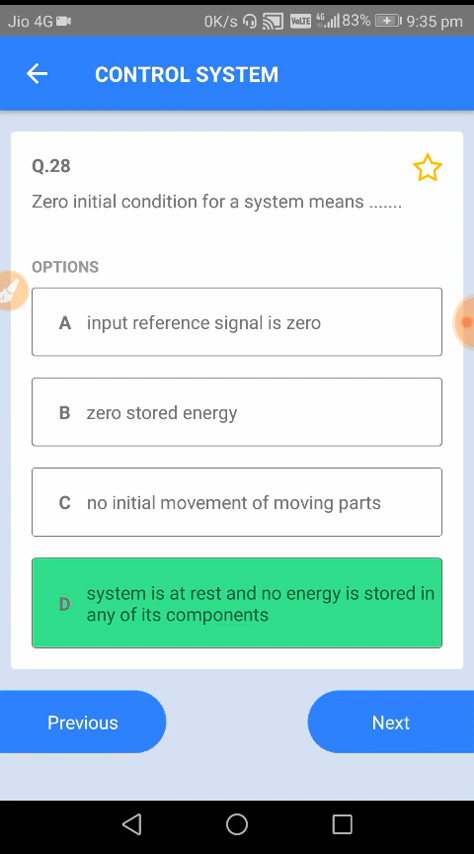 Jio 4G 0K/s VoLTE 4G 83% 9:35 pm
CONTROL SYSTEM
Q.28
Zero initial condition for a system means .......
OPTIONS
A input reference signal is zero
B zero stored energy
C no initial movement of moving parts
D system is at rest and no energy is stored in
any of its components
Previous Next